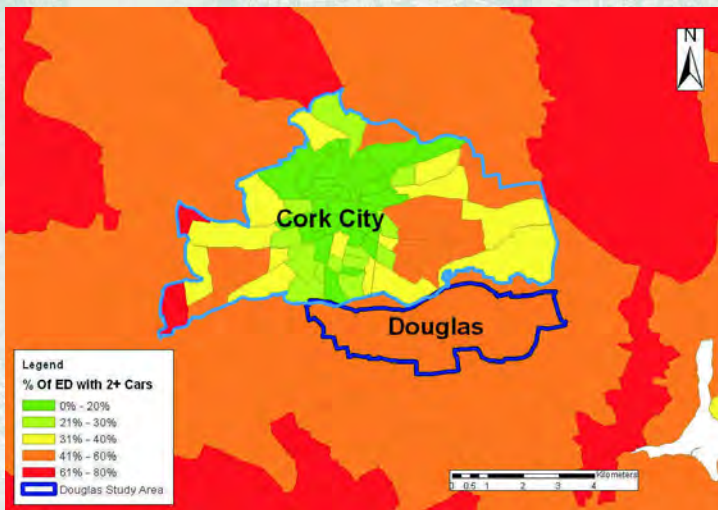 N
Cork City
Douglas
Legend
% Of ED with 2+ Cars
0% - 20%
21% - 30%
31% - 40%
41% - 60%
61% - 80%
Douglas Study Area
Kilometers
0 0.5 1 2 3 4